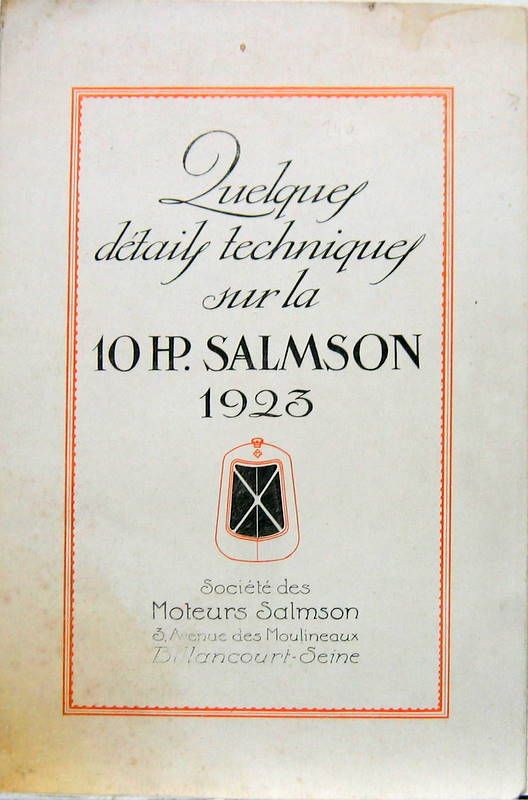 Quelques
détails techniques
sur la
10 HP. SALMSON
1923
Société des
Moteurs Salmson
3, Avenue des Moulineaux
Billancourt-Seine